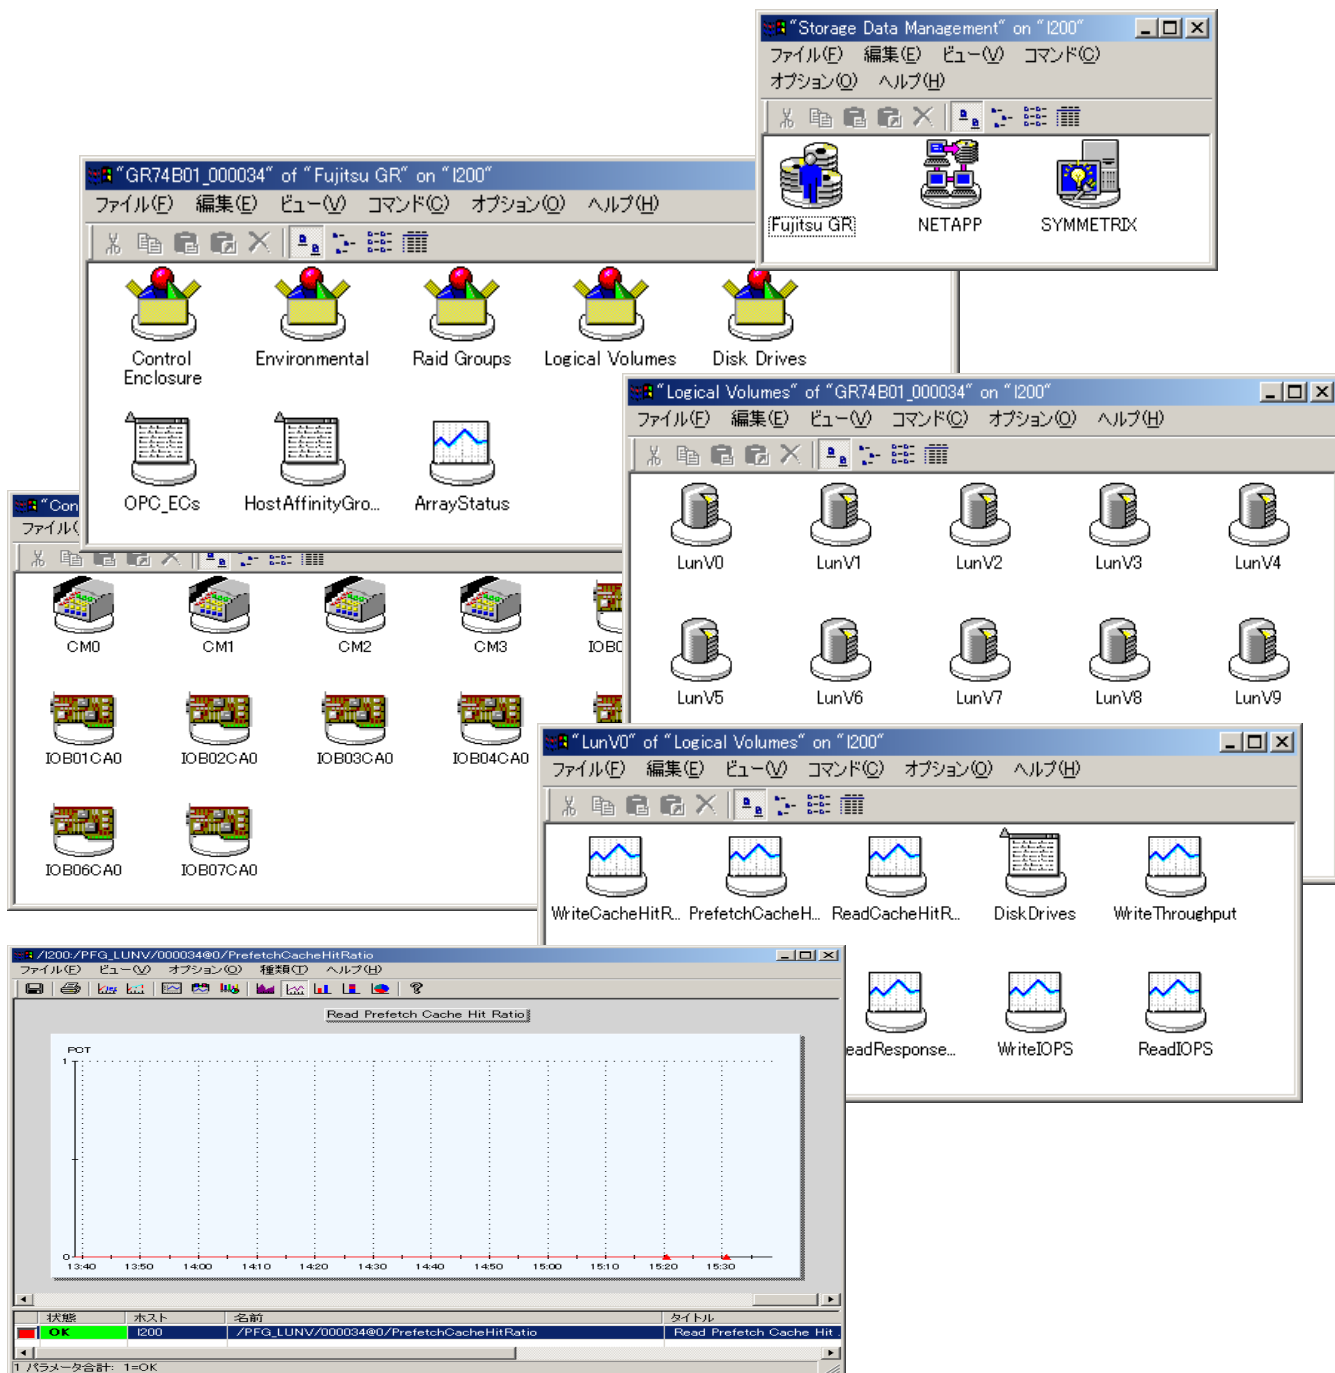 "Storage Data Management" on "I200"
ファイル(F) 編集(E) ビュー(V) コマンド(C)
オプション(O) ヘルプ(H)
Fujitsu GR NETAPP SYMMETRIX
"GR74B01_000034" of "Fujitsu GR" on "I200"
ファイル(F) 編集(E) ビュー(V) コマンド(C) オプション(O) ヘルプ(H)
Control Enclosure Environmental Raid Groups Logical Volumes Disk Drives
OPC_ECs HostAffinityGro... ArrayStatus
"Logical Volumes" of "GR74B01_000034" on "I200"
ファイル(F) 編集(E) ビュー(V) コマンド(C) オプション(O) ヘルプ(H)
LunV0 LunV1 LunV2 LunV3 LunV4
LunV5 LunV6 LunV7 LunV8 LunV9
"Con
ファイル(
CM0 CM1 CM2 CM3 IOB0
IOB01CA0 IOB02CA0 IOB03CA0 IOB04CA0
IOB06CA0 IOB07CA0
"LunV0" of "Logical Volumes" on "I200"
ファイル(F) 編集(E) ビュー(V) コマンド(C) オプション(O) ヘルプ(H)
WriteCacheHitR... PrefetchCacheH... ReadCacheHitR... DiskDrives WriteThroughput
eadResponse... WriteIOPS ReadIOPS
/I200:/PFG_LUNV/000034@0/PrefetchCacheHitRatio
ファイル(F) ビュー(V) オプション(O) 種類(T) ヘルプ(H)
Read Prefetch Cache Hit Ratio
PCT
1
0
13:40 13:50 14:00 14:10 14:20 14:30 14:40 14:50 15:00 15:10 15:20 15:30
状態 ホスト 名前 タイトル
OK I200 /PFG_LUNV/000034@0/PrefetchCacheHitRatio Read Prefetch Cache Hit
1 パラメータ合計: 1=OK